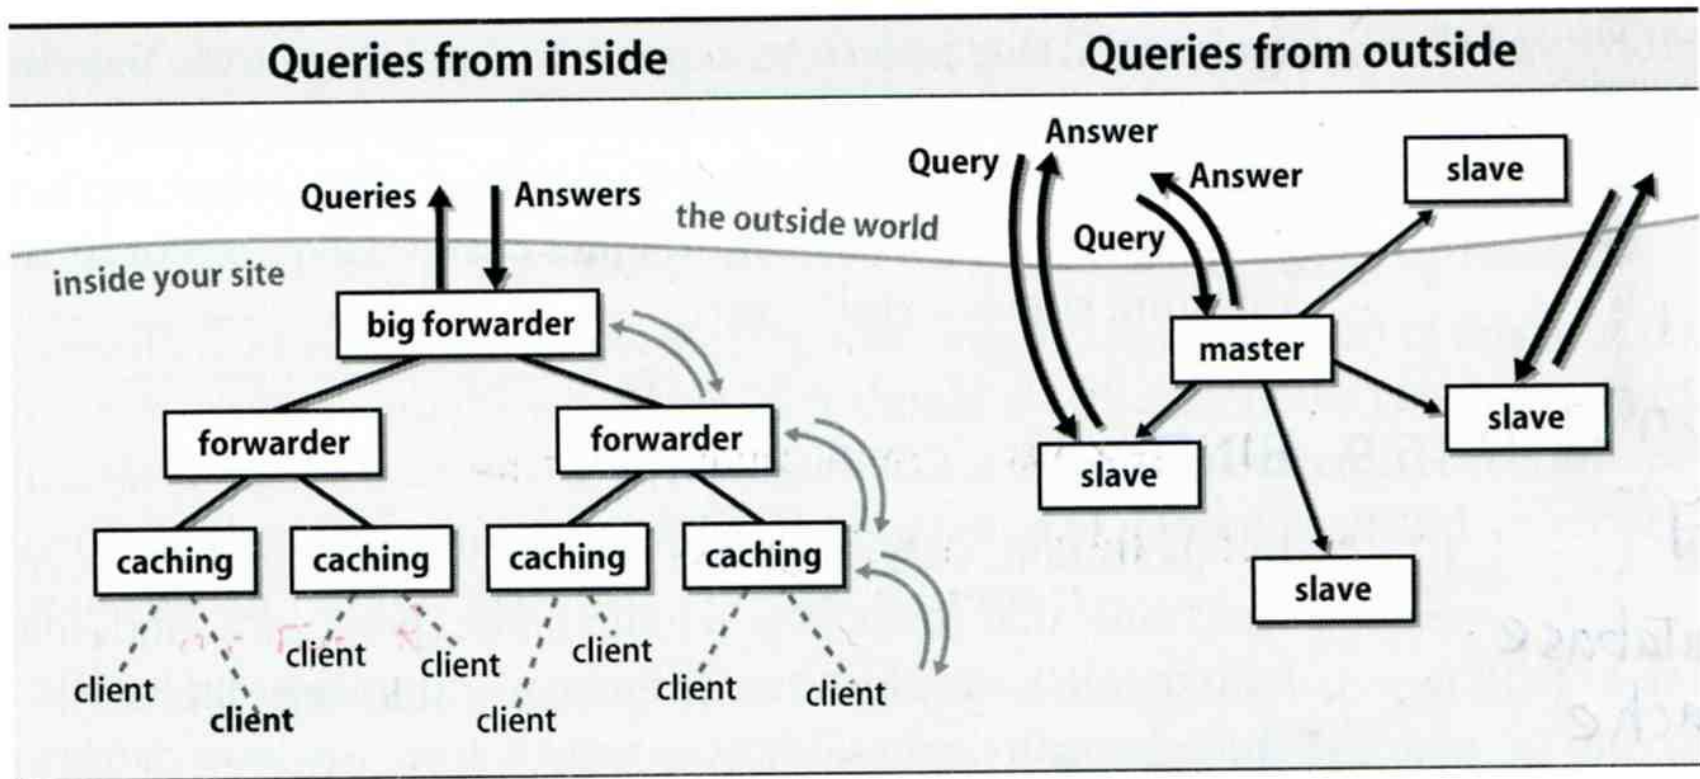 Queries from inside
Queries from outside
Queries
Answers
the outside world
inside your site
big forwarder
forwarder
forwarder
caching
caching
caching
caching
client
client
client
client
client
client
client
client
Answer
Query
Answer
Query
slave
master
slave
slave
slave